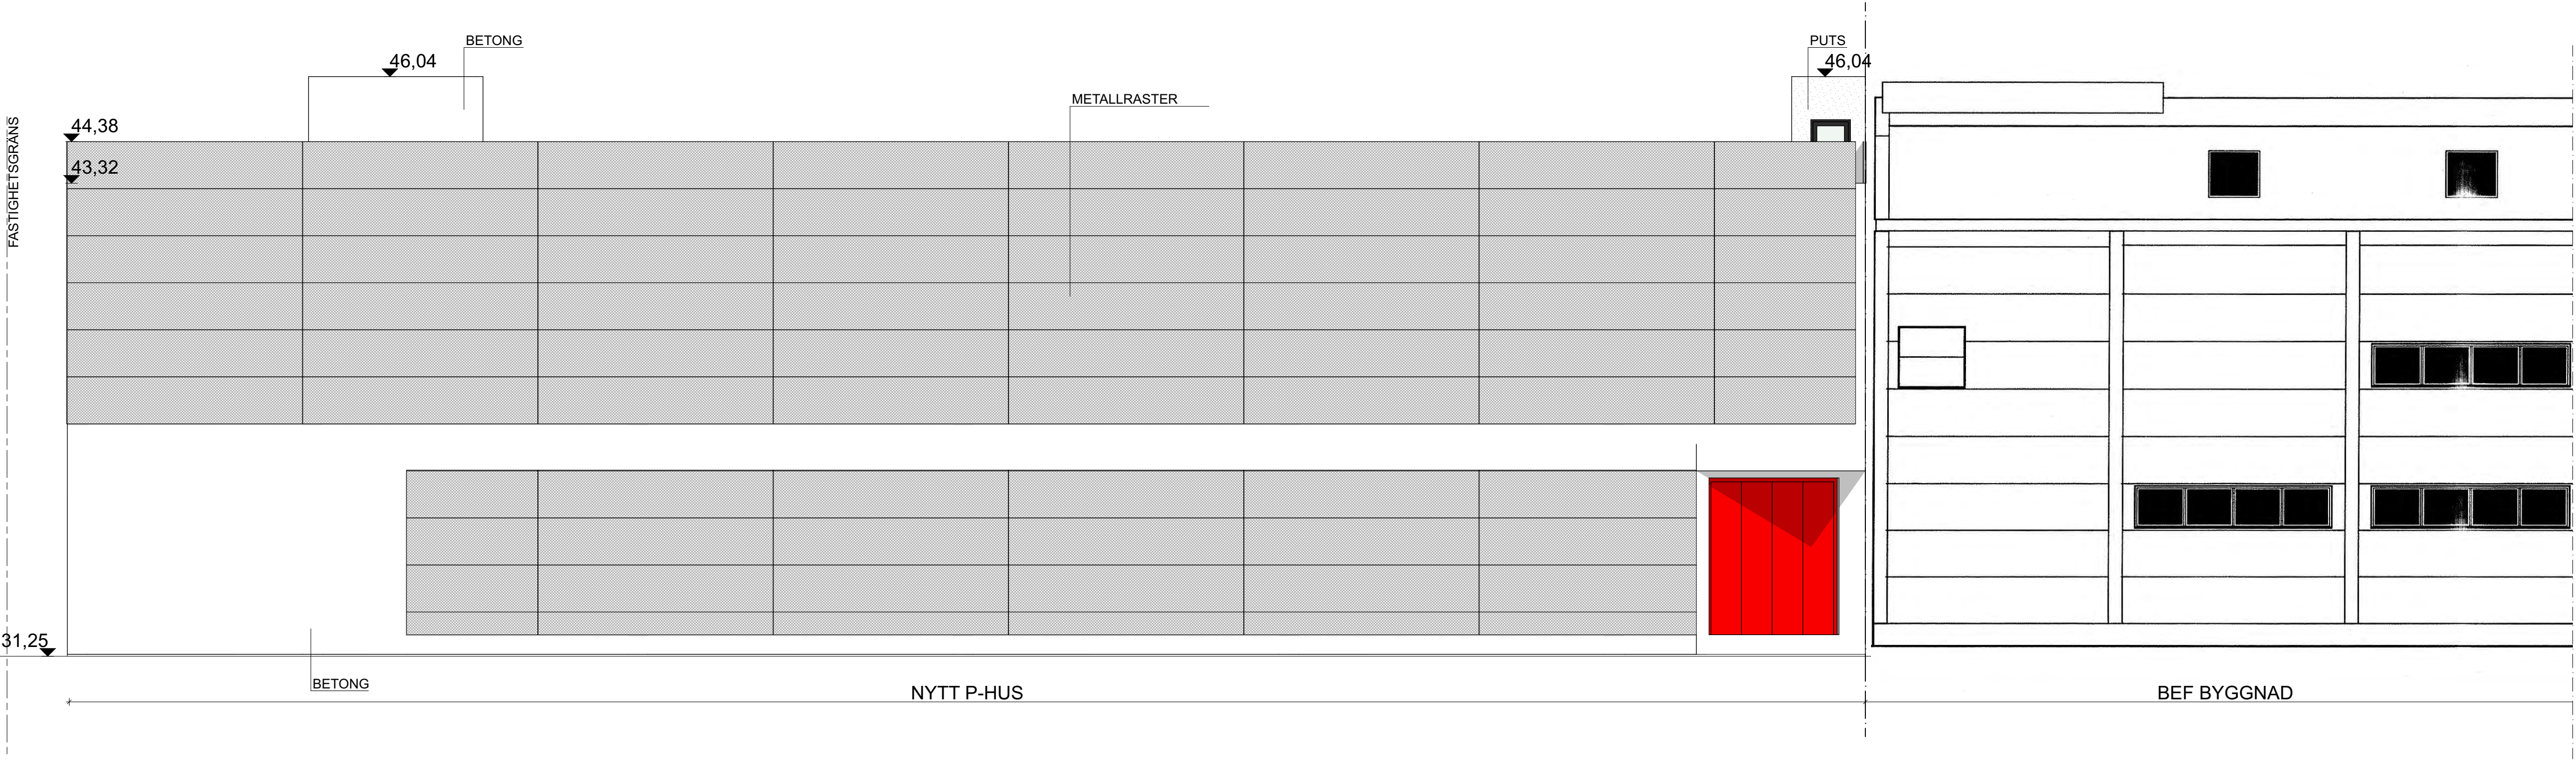 BETONG
PUTS
46,04
46,04
METALLRASTER
44,38
43,32
FASTIGHETSGRÄNS
31,25
BETONG
NYTT P-HUS
BEF BYGGNAD